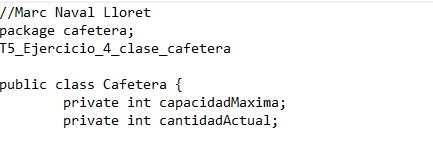 //Marc Naval Lloret
package cafetera;
T5_Ejercicio_4_clase_cafetera
public class Cafetera {
private int capacidadMaxima;
private int cantidadActual;